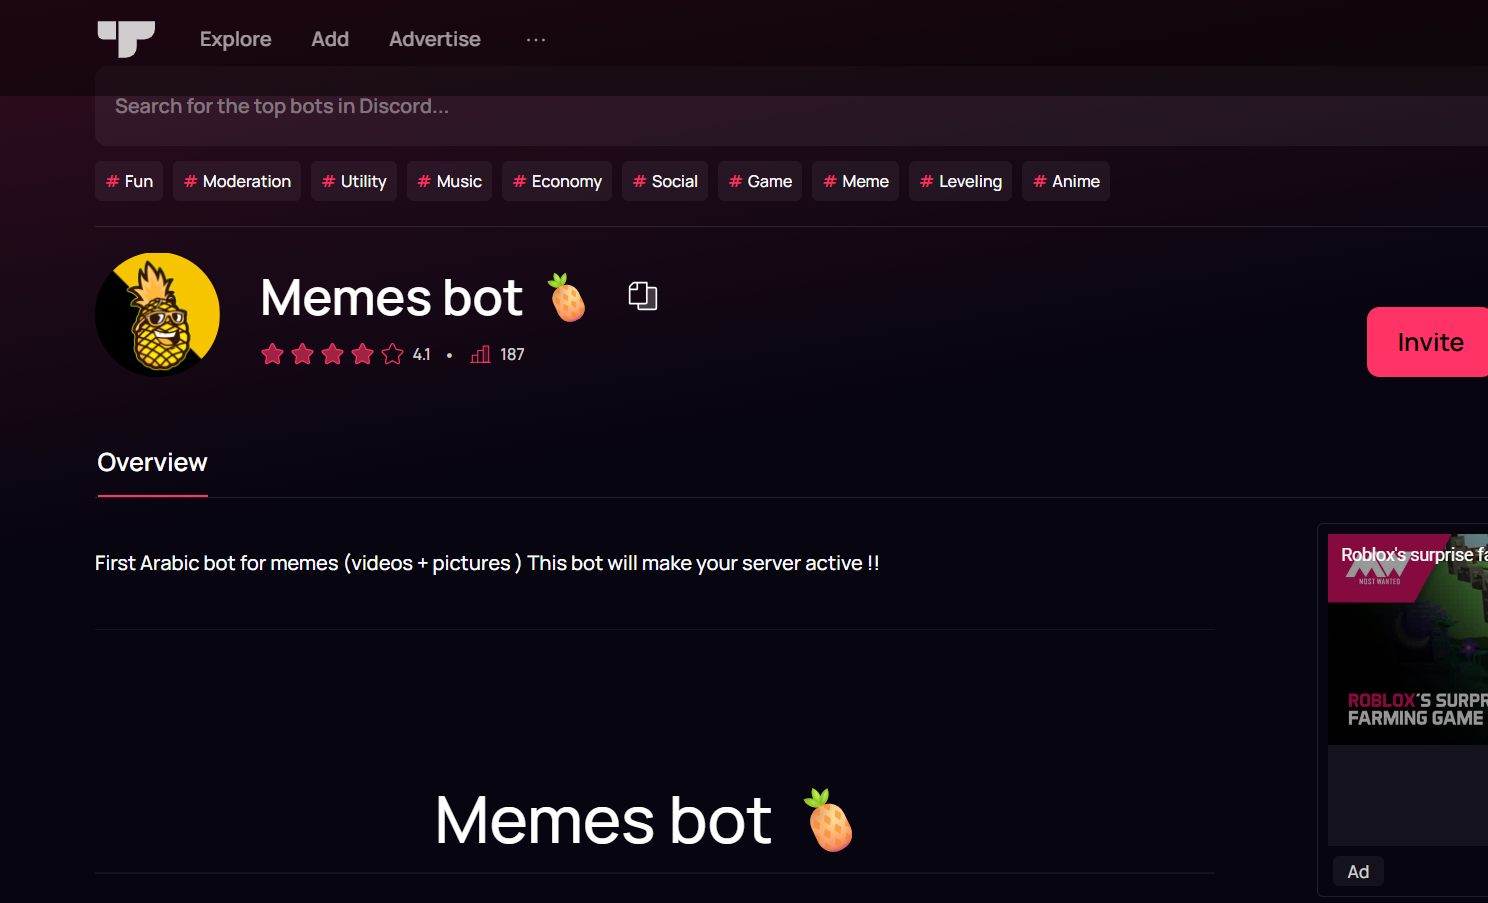 Explore Add Advertise ...
Search for the top bots in Discord...
# Fun # Moderation # Utility # Music # Economy # Social # Game # Meme # Leveling # Anime
Memes bot 🍍
4.1 • 187
Invite
Overview
First Arabic bot for memes (videos + pictures ) This bot will make your server active !!
Roblox's surprise fa
MW
MOST WANTED
ROBLOX'S SURPR
FARMING GAME
Memes bot 🍍
Ad